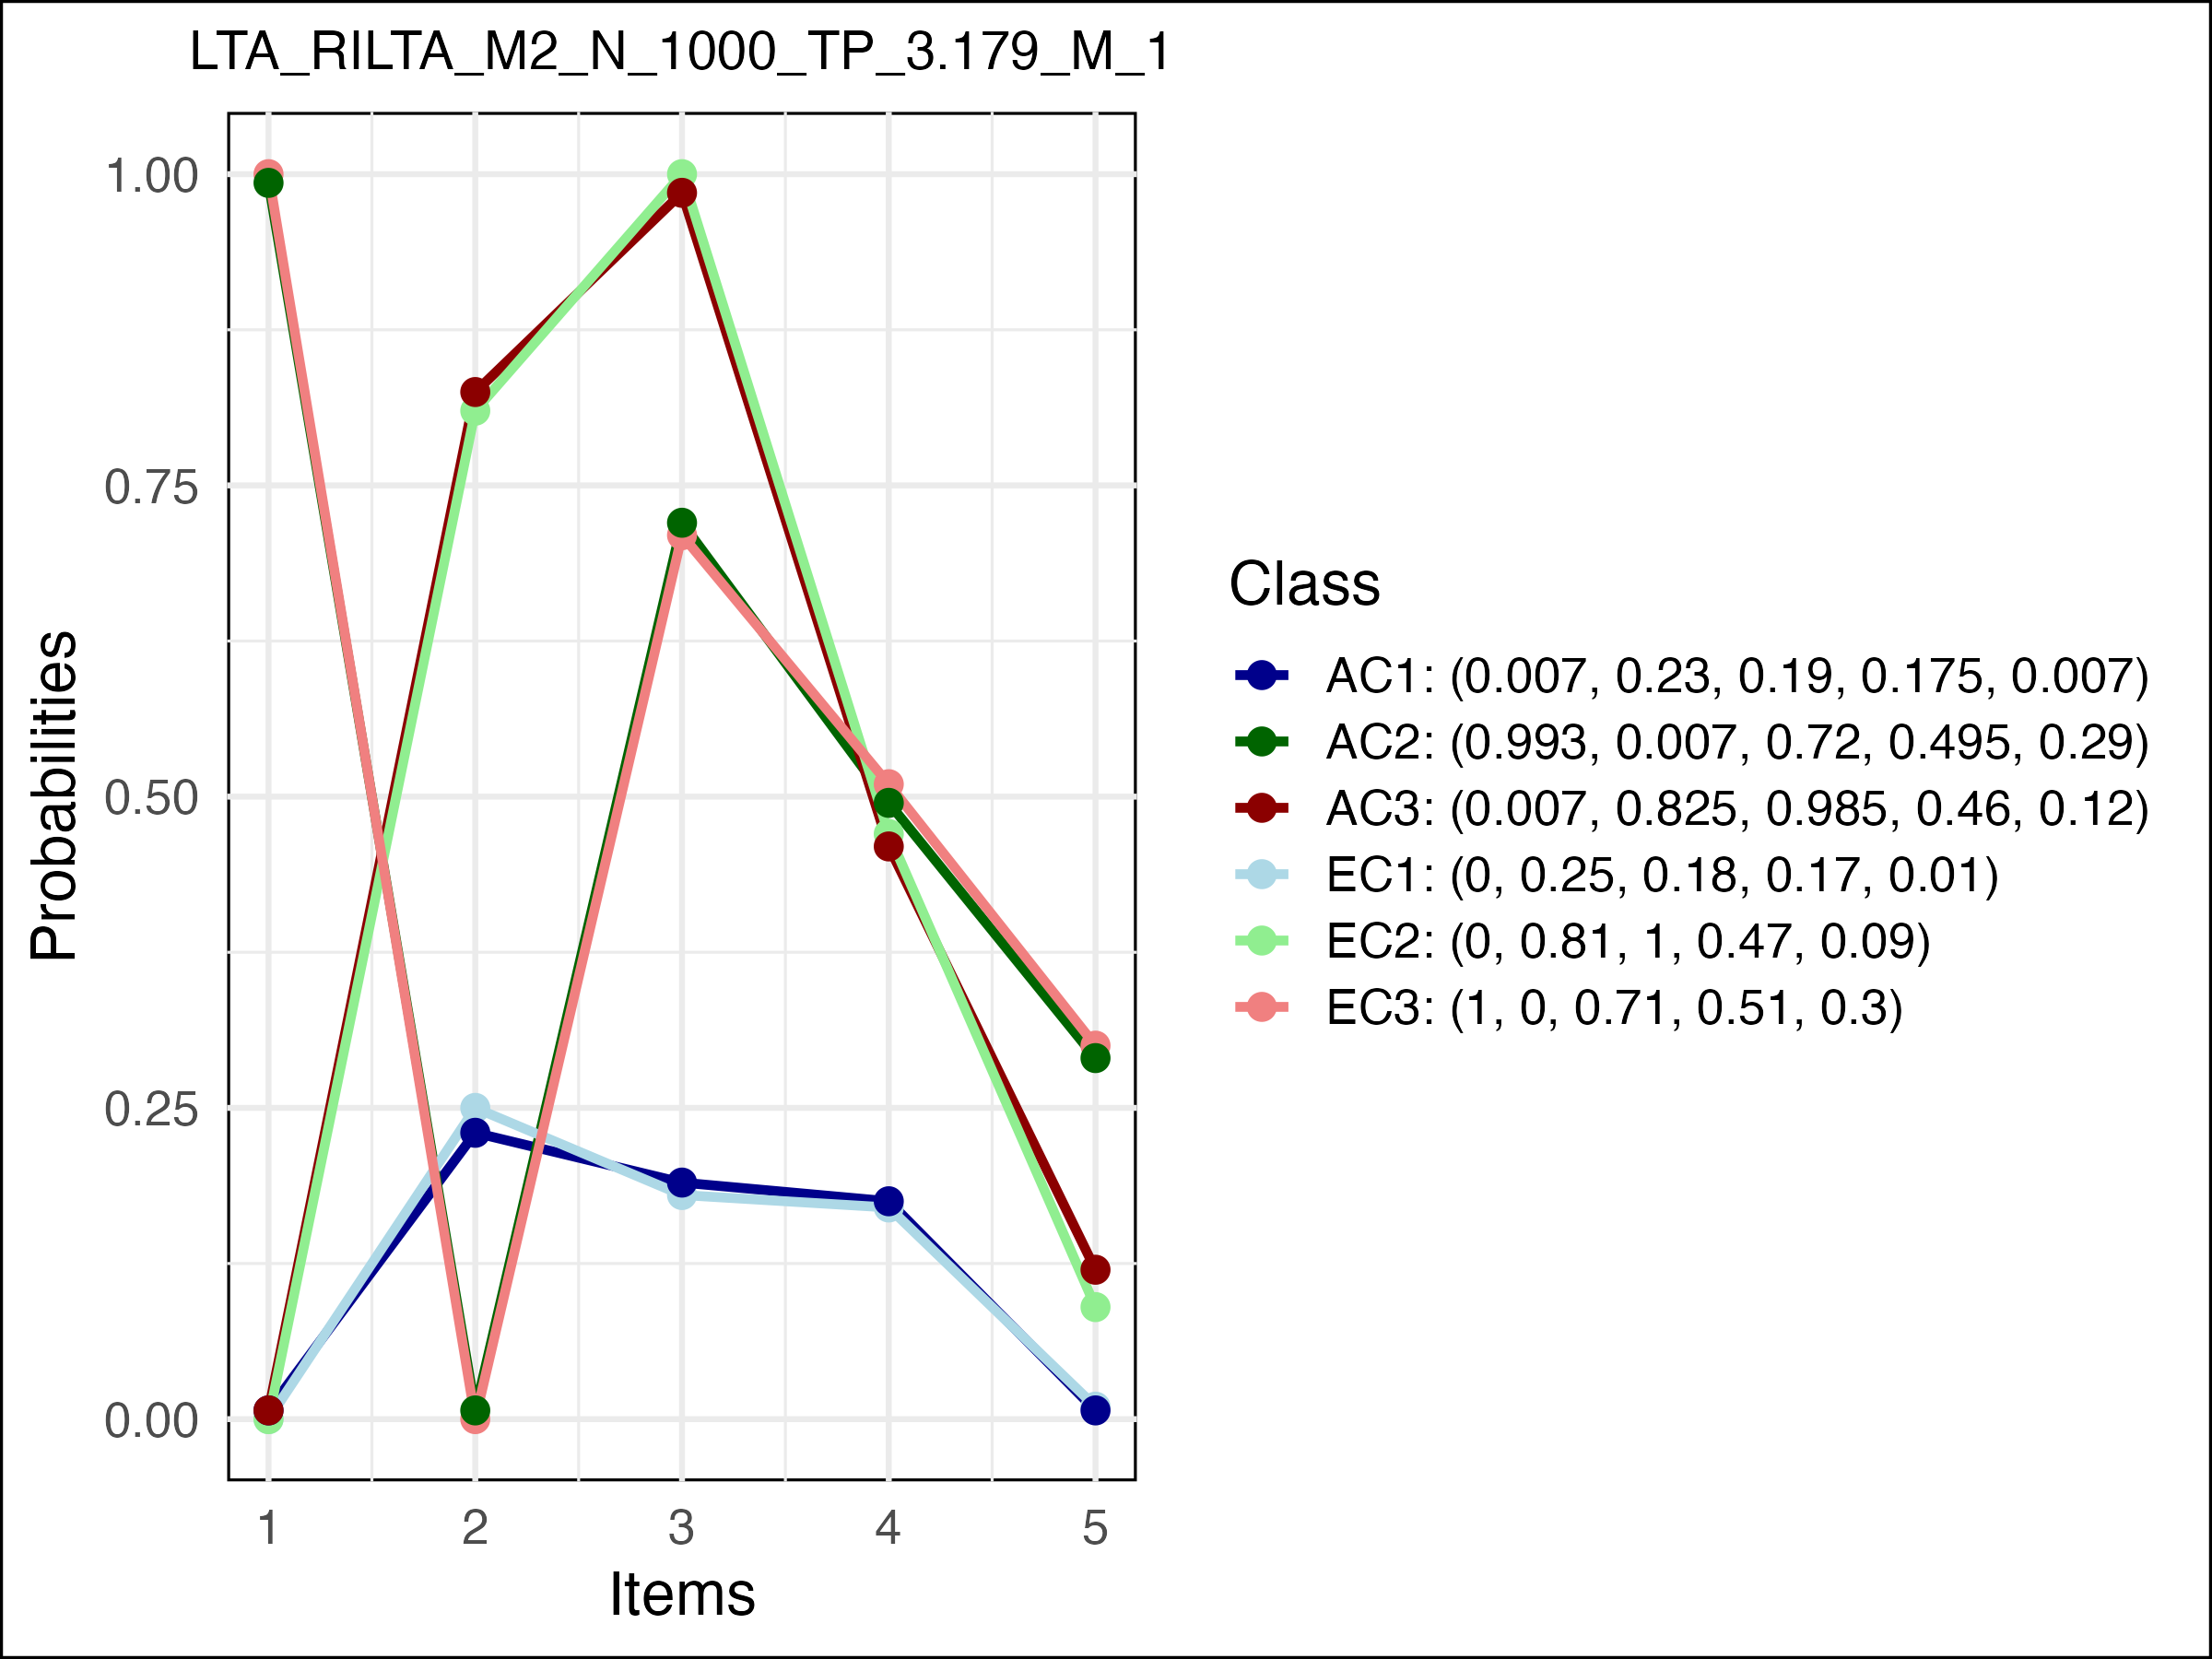 LTA_RILTA_M2_N_1000_TP_3.179_M_1
1.00
0.75
0.50
0.25
0.00
Probabilities
1 2 3 4 5
Items
Class
AC1: (0.007, 0.23, 0.19, 0.175, 0.007)
AC2: (0.993, 0.007, 0.72, 0.495, 0.29)
AC3: (0.007, 0.825, 0.985, 0.46, 0.12)
EC1: (0, 0.25, 0.18, 0.17, 0.01)
EC2: (0, 0.81, 1, 0.47, 0.09)
EC3: (1, 0, 0.71, 0.51, 0.3)